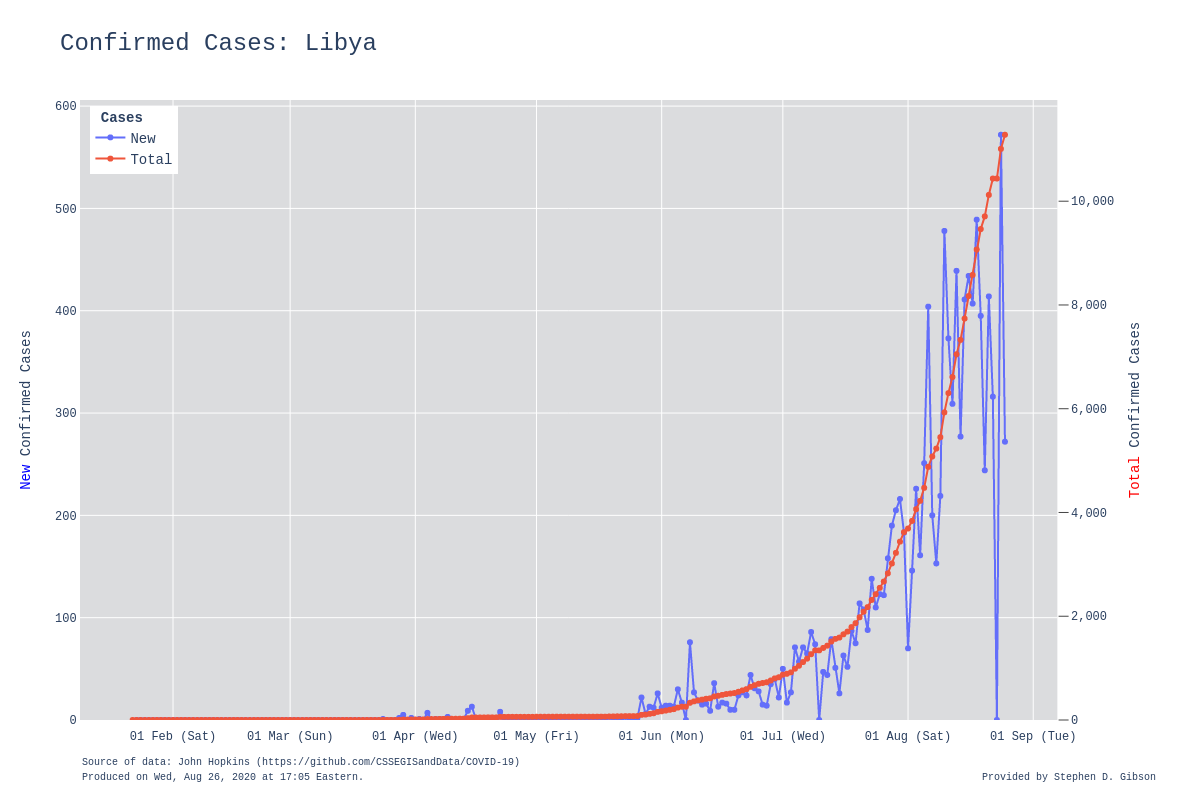 Confirmed Cases: Libya
Cases
New
Total
600
500
400
300
200
100
0
10,000
8,000
6,000
4,000
2,000
0
New Confirmed Cases
Total Confirmed Cases
01 Feb (Sat) 01 Mar (Sun) 01 Apr (Wed) 01 May (Fri) 01 Jun (Mon) 01 Jul (Wed) 01 Aug (Sat) 01 Sep (Tue)
Source of data: John Hopkins (https://github.com/CSSEGISandData/COVID-19)
Produced on Wed, Aug 26, 2020 at 17:05 Eastern.
Provided by Stephen D. Gibson